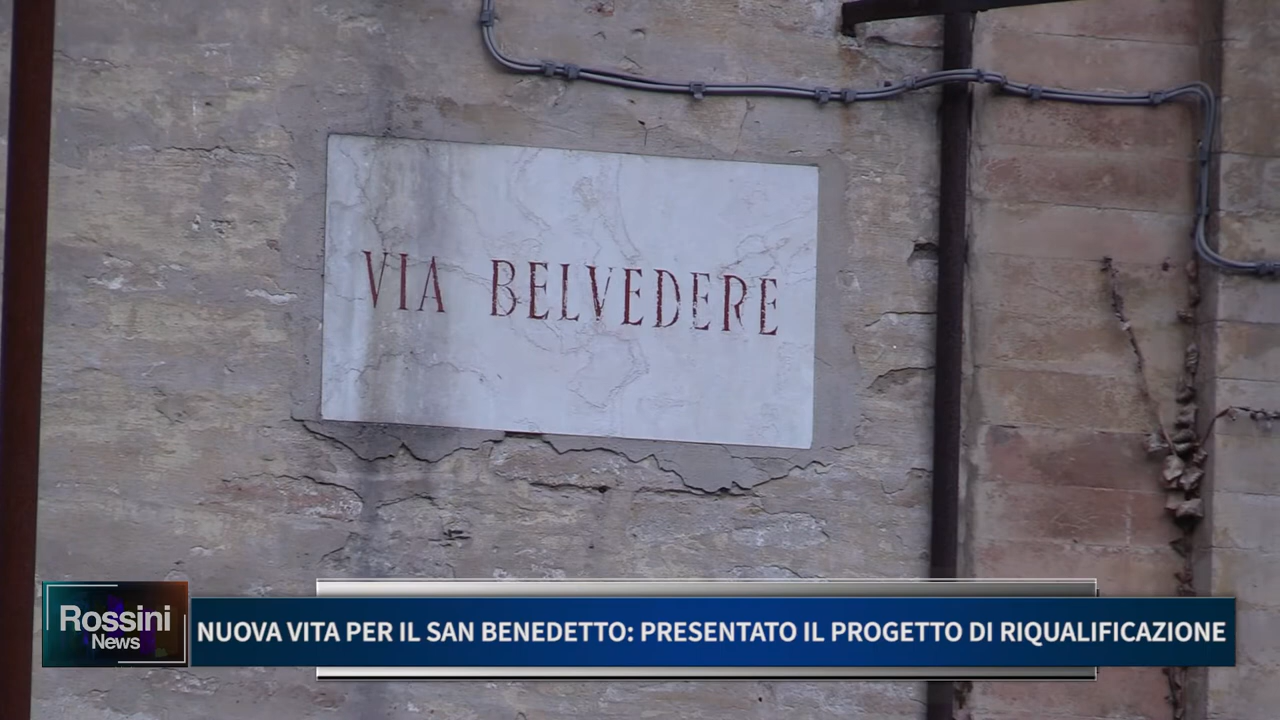 VIA BELVEDERE
Rossini
News
NUOVA VITA PER IL SAN BENEDETTO: PRESENTATO IL PROGETTO DI RIQUALIFICAZIONE